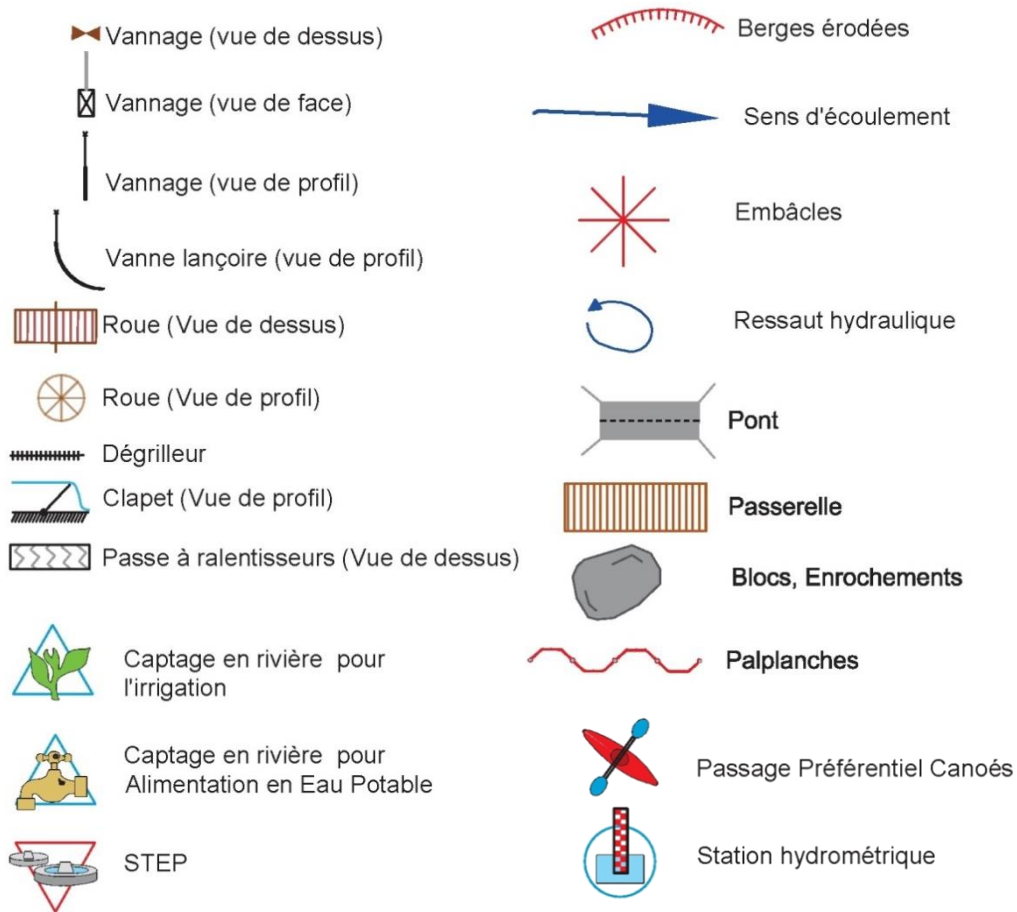 Vannage (vue de dessus)
Vannage (vue de face)
Vannage (vue de profil)
Vanne lançoire (vue de profil)
Roue (Vue de dessus)
Roue (Vue de profil)
Dégrilleur
Clapet (Vue de profil)
Passe à ralentisseurs (Vue de dessus)
Captage en rivière pour
l'irrigation
Captage en rivière pour
Alimentation en Eau Potable
STEP
Berges érodées
Sens d'écoulement
Embâcles
Ressaut hydraulique
Pont
Passerelle
Blocs, Enrochements
Palplanches
Passage Préférentiel Canoés
Station hydrométrique